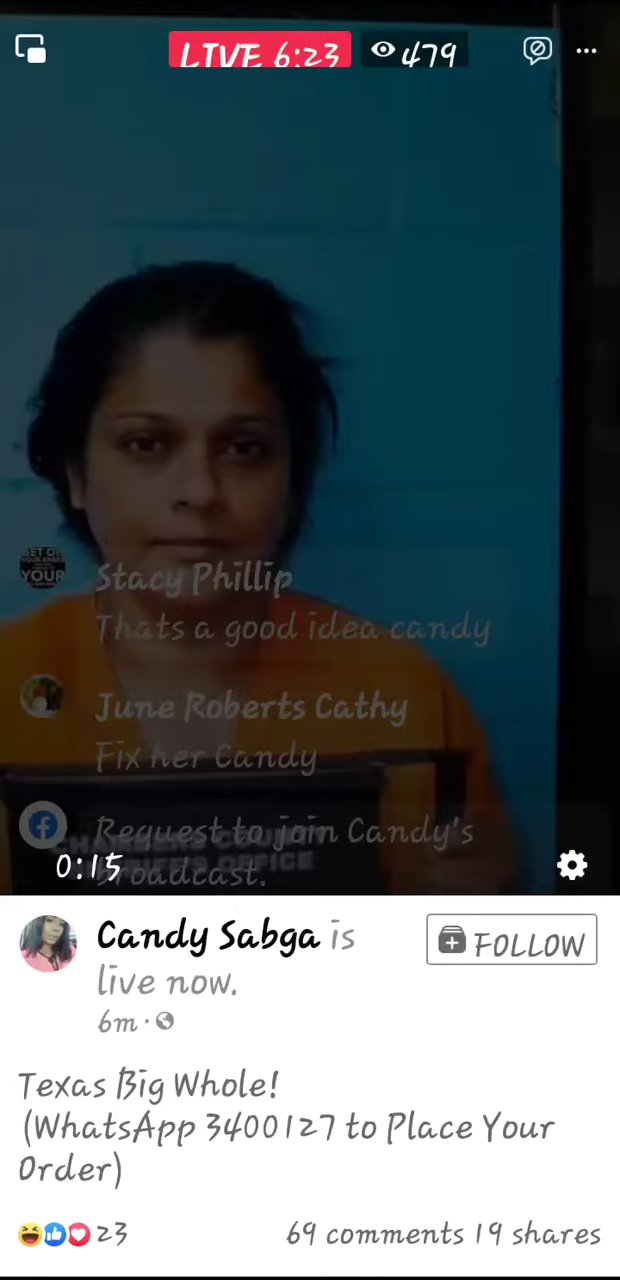 LIVE 6:23 479
Stacy Phillip
Thats a good idea candy
June Roberts Cathy
Fix her Candy
Request to join Candy's
broadcast.
OFFICE
0:15
Candy Sabga is
live now.
FOLLOW
6m ·
Texas Big Whole!
(WhatsApp 3400127 to Place Your
Order)
23
69 comments 19 shares